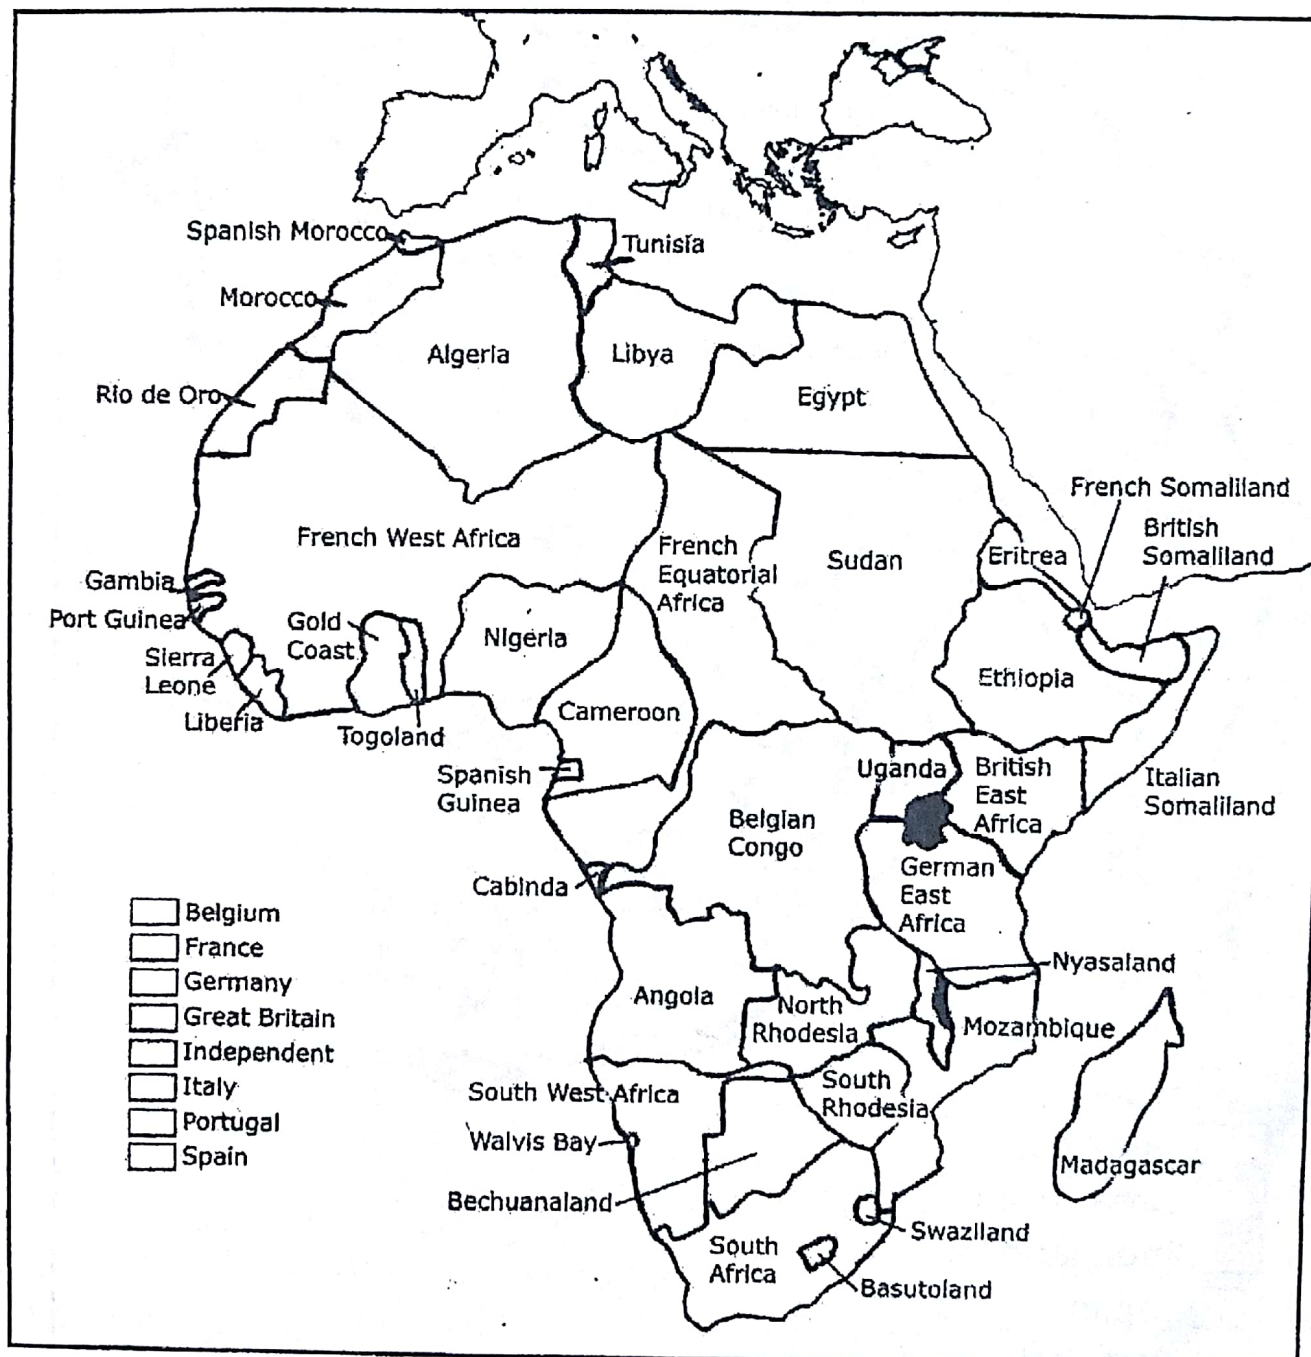 Spanish Morocco
Tunisia
Morocco
Algeria
Libya
Rio de Oro
Egypt
French Somaliland
British
Somaliland
French West Africa
French
Equatorial
Africa
Sudan
Eritrea
Gambia
Port Guinea
Gold
Coast
Nigeria
Sierra
Leone
Ethiopia
Liberia
Togoland
Cameroon
Spanish
Guinea
Uganda
British
East
Africa
Italian
Somaliland
Belgian
Congo
German
East
Africa
Cabinda
Belgium
France
Germany
Great Britain
Independent
Italy
Portugal
Spain
Nyasaland
Angola
North
Rhodesia
Mozambique
South West Africa
South
Rhodesia
Walvis Bay
Madagascar
Bechuanaland
Swaziland
South
Africa
Basutoland